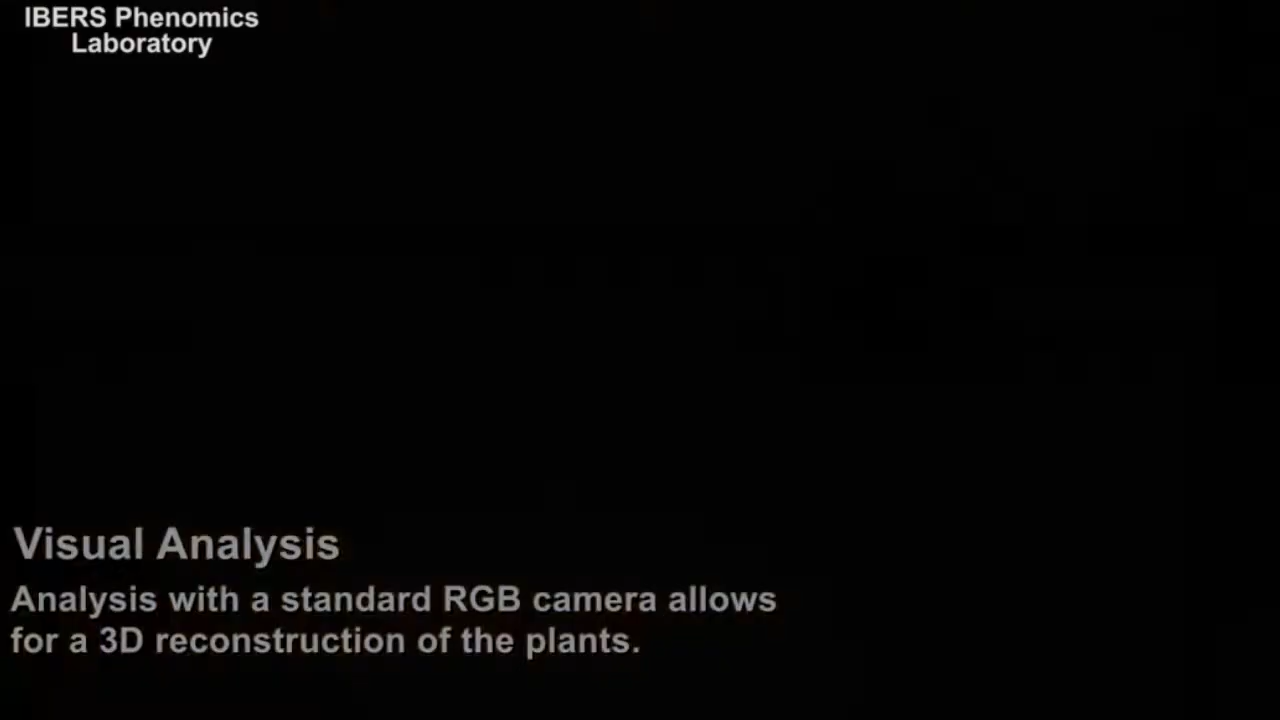 IBERS Phenomics
Laboratory
Visual Analysis
Analysis with a standard RGB camera allows
for a 3D reconstruction of the plants.